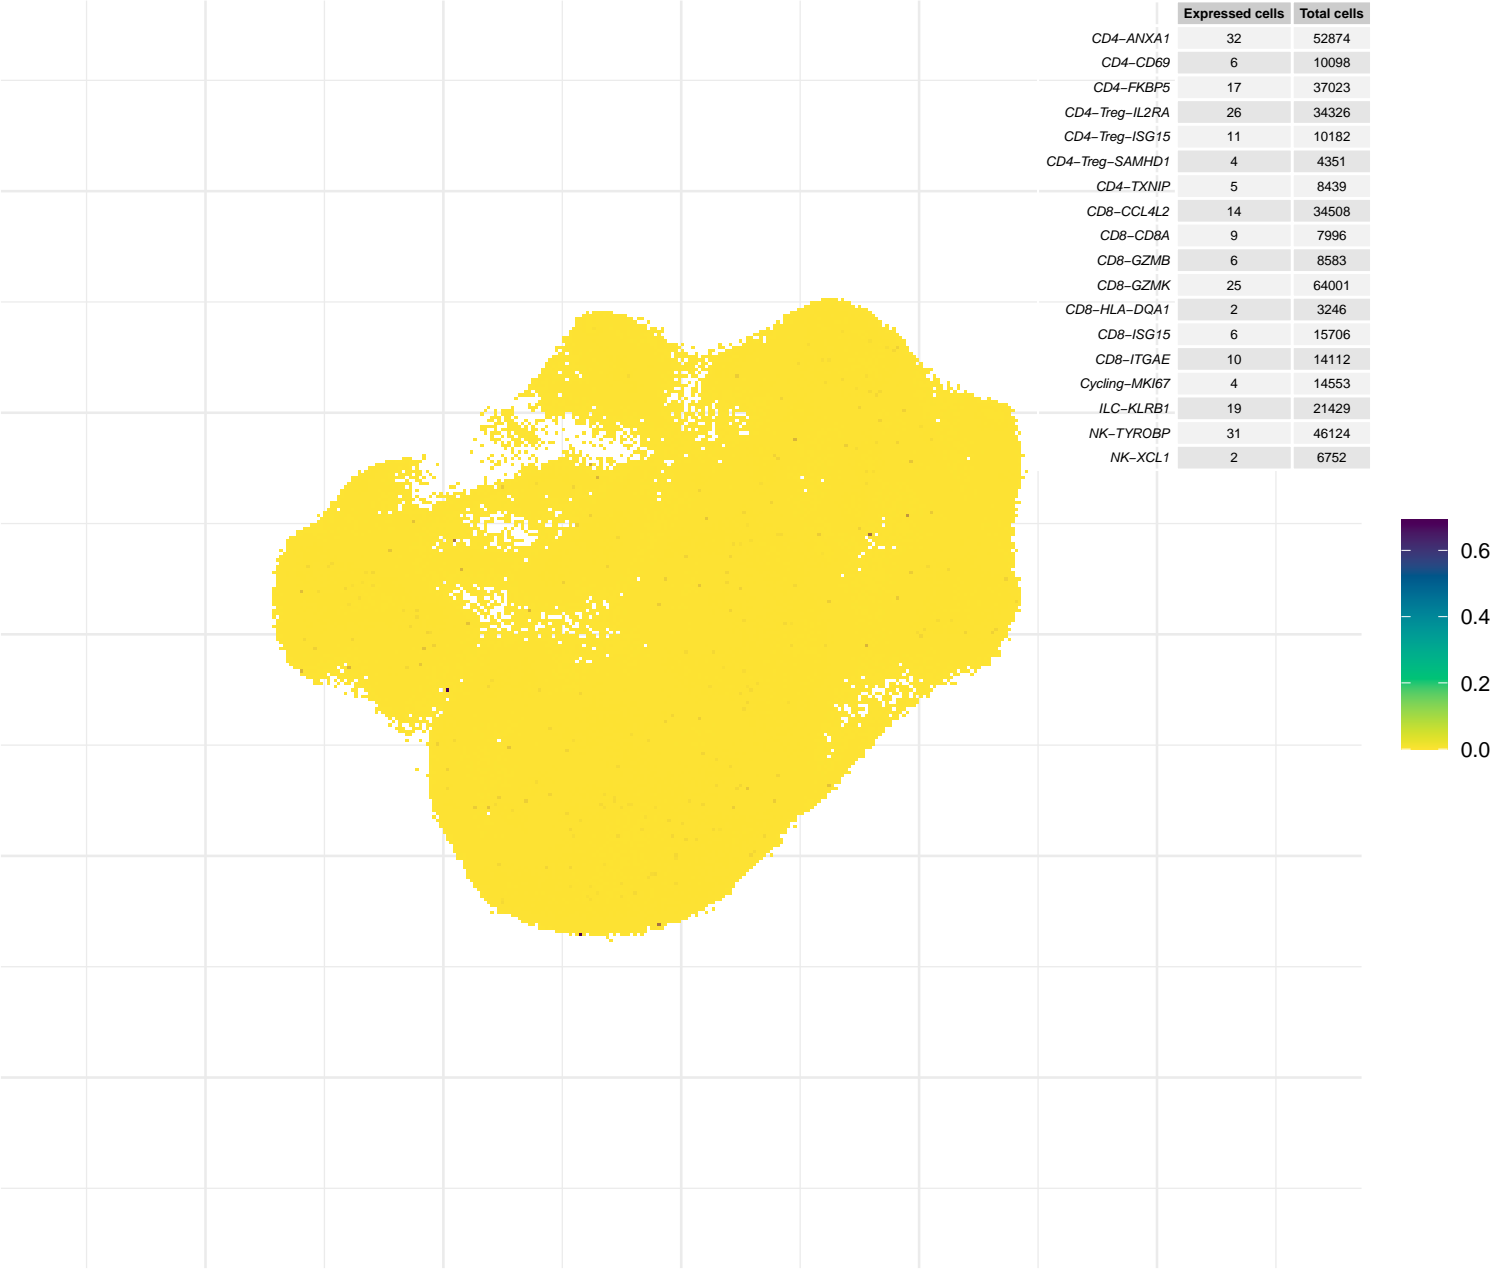 Expressed cells Total cells
CD4−ANXA1 32 52874
CD4−CD69 6 10098
CD4−FKBP5 17 37023
CD4−Treg−IL2RA 26 34326
CD4−Treg−ISG15 11 10182
CD4−Treg−SAMHD1 4 4351
CD4−TXNIP 5 8439
CD8−CCL4L2 14 34508
CD8−CD8A 9 7996
CD8−GZMB 6 8583
CD8−GZMK 25 64001
CD8−HLA−DQA1 2 3246
CD8−ISG15 6 15706
CD8−ITGAE 10 14112
Cycling−MKI67 4 14553
ILC−KLRB1 19 21429
NK−TYROBP 31 46124
NK−XCL1 2 6752
0.6
0.4
0.2
0.0